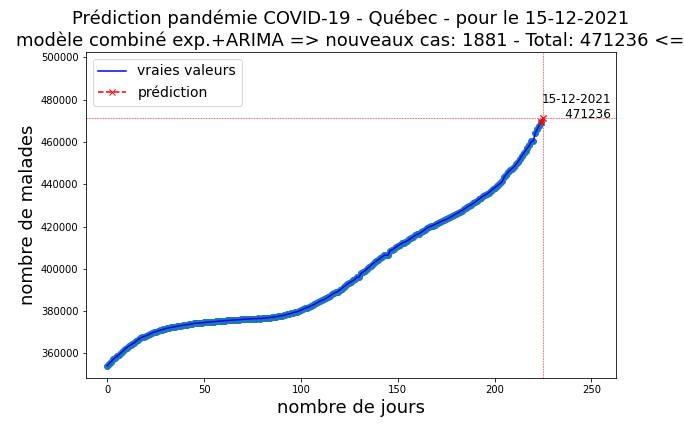 Prédiction pandémie COVID-19 - Québec - pour le 15-12-2021
modèle combiné exp.+ARIMA => nouveaux cas: 1881 - Total: 471236 <=
500000
480000
460000
440000
420000
400000
380000
360000
nombre de malades
vraies valeurs
prédiction
15-12-2021
471236
0
50
100
150
200
250
nombre de jours